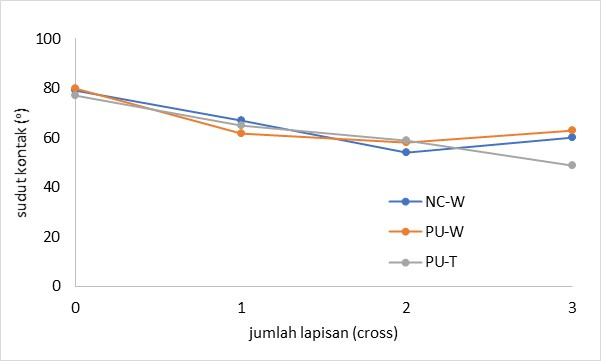 100
80
60
40
20
0
sudut kontak (°)
NC-W
PU-W
PU-T
0 1 2 3
jumlah lapisan (cross)